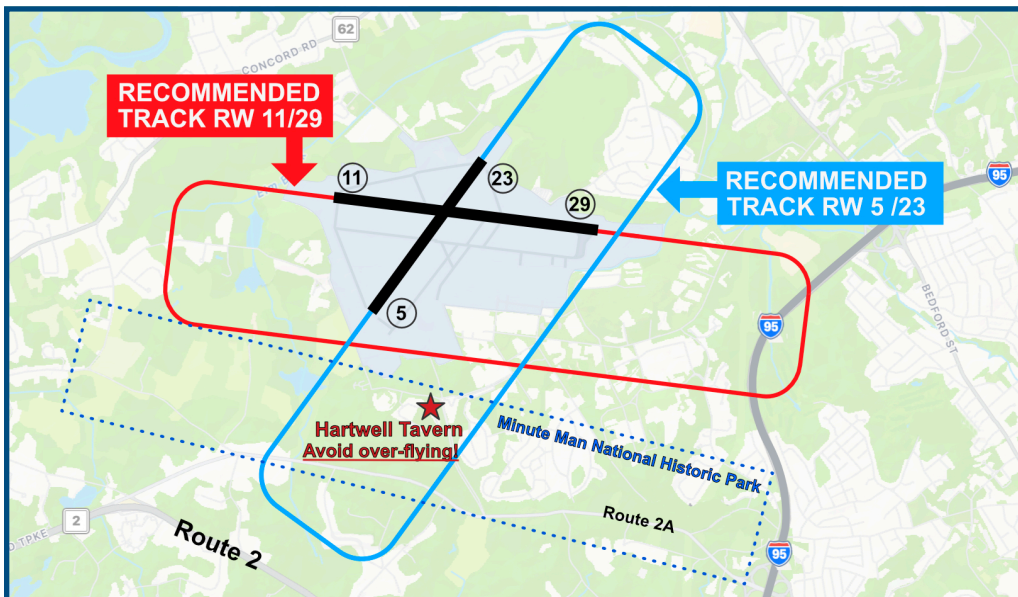 62
CONCORD RD
RECOMMENDED
TRACK RW 11/29
11
23
29
5
RECOMMENDED
TRACK RW 5 /23
95
95
BEDFORD ST
Hartwell Tavern
Avoid over-flying!
Minute Man National Historic Park
Route 2A
2
TPKE
Route 2
95